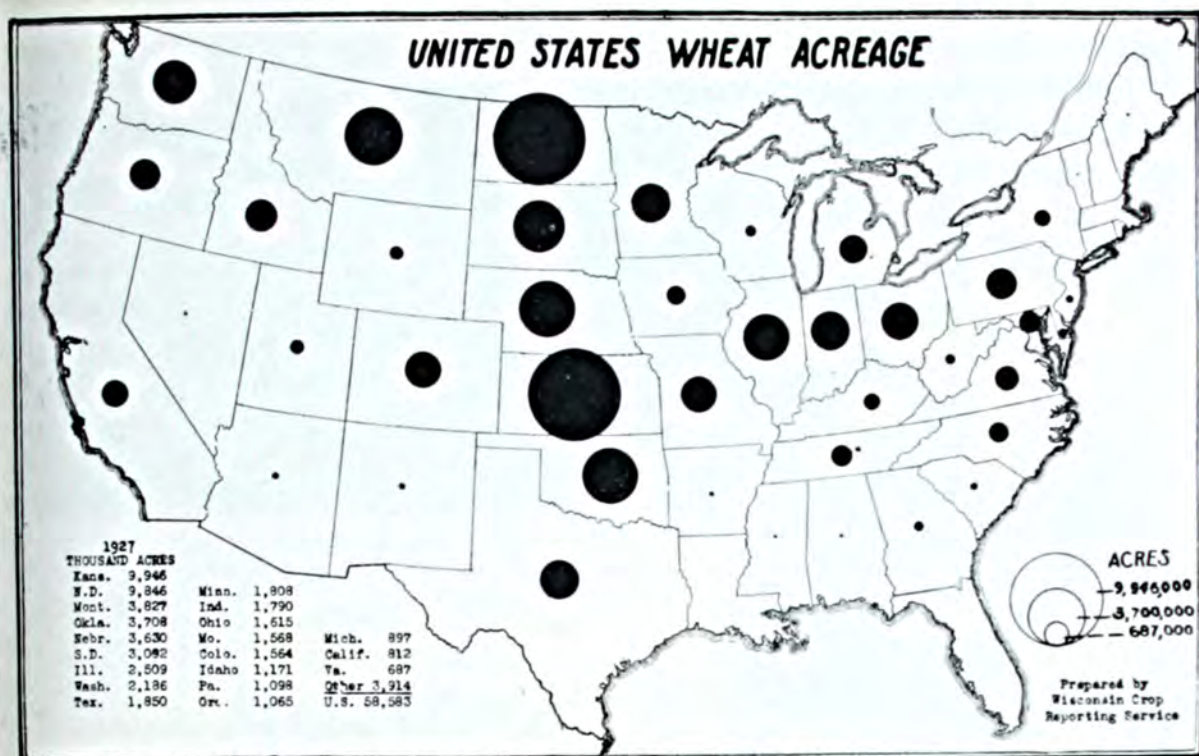 UNITED STATES WHEAT ACREAGE
1927
THOUSAND ACRES
Kans. 9,946
N.D. 9,846 Minn. 1,808
Mont. 3,827 Ind. 1,790
Okla. 3,708 Ohio 1,615
Nebr. 3,630 Mo. 1,568 Mich. 897
S.D. 3,092 Colo. 1,564 Calif. 812
Ill. 2,509 Idaho 1,171 Va. 687
Wash. 2,186 Pa. 1,098 Other 3,914
Tex. 1,850 Ore. 1,065 U.S. 58,583
ACRES
9,946,000
3,700,000
687,000
Prepared by
Wisconsin Crop
Reporting Service